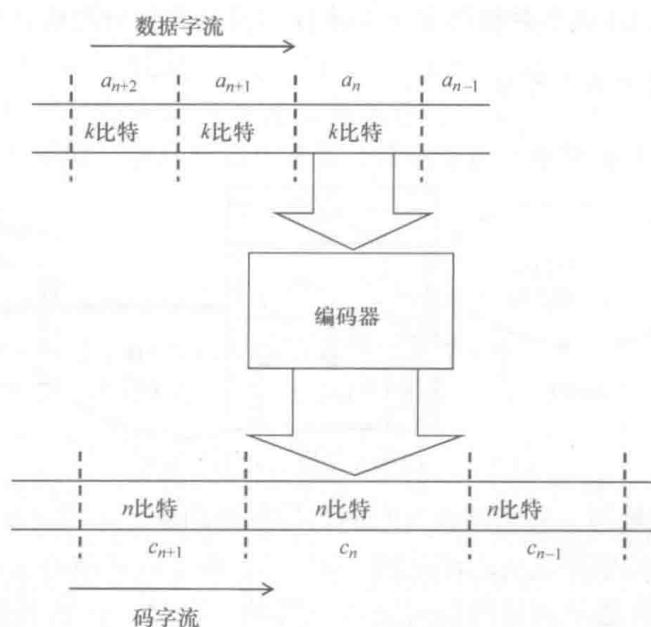 数据字流
a_{n+2} a_{n+1} a_n a_{n-1}
k比特 k比特 k比特
编码器
n比特 n比特 n比特
c_{n+1} c_n c_{n-1}
码字流